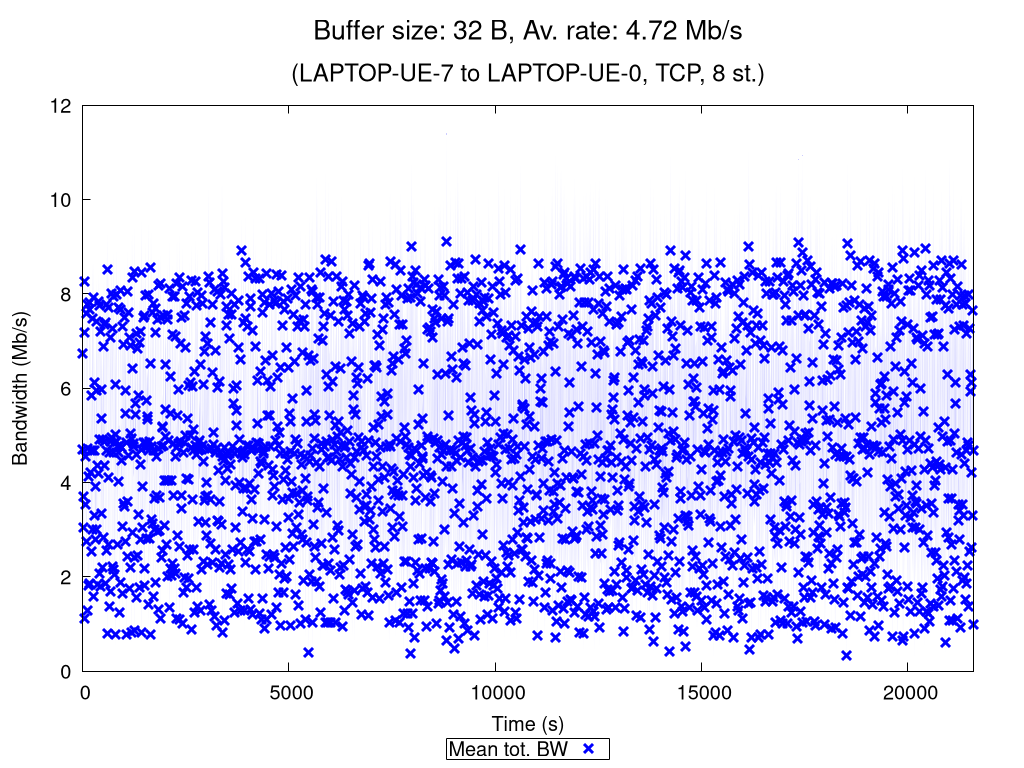 Buffer size: 32 B, Av. rate: 4.72 Mb/s
(LAPTOP-UE-7 to LAPTOP-UE-0, TCP, 8 st.)
12
10
8
6
4
2
0
Bandwidth (Mb/s)
0 5000 10000 15000 20000
Time (s)
Mean tot. BW